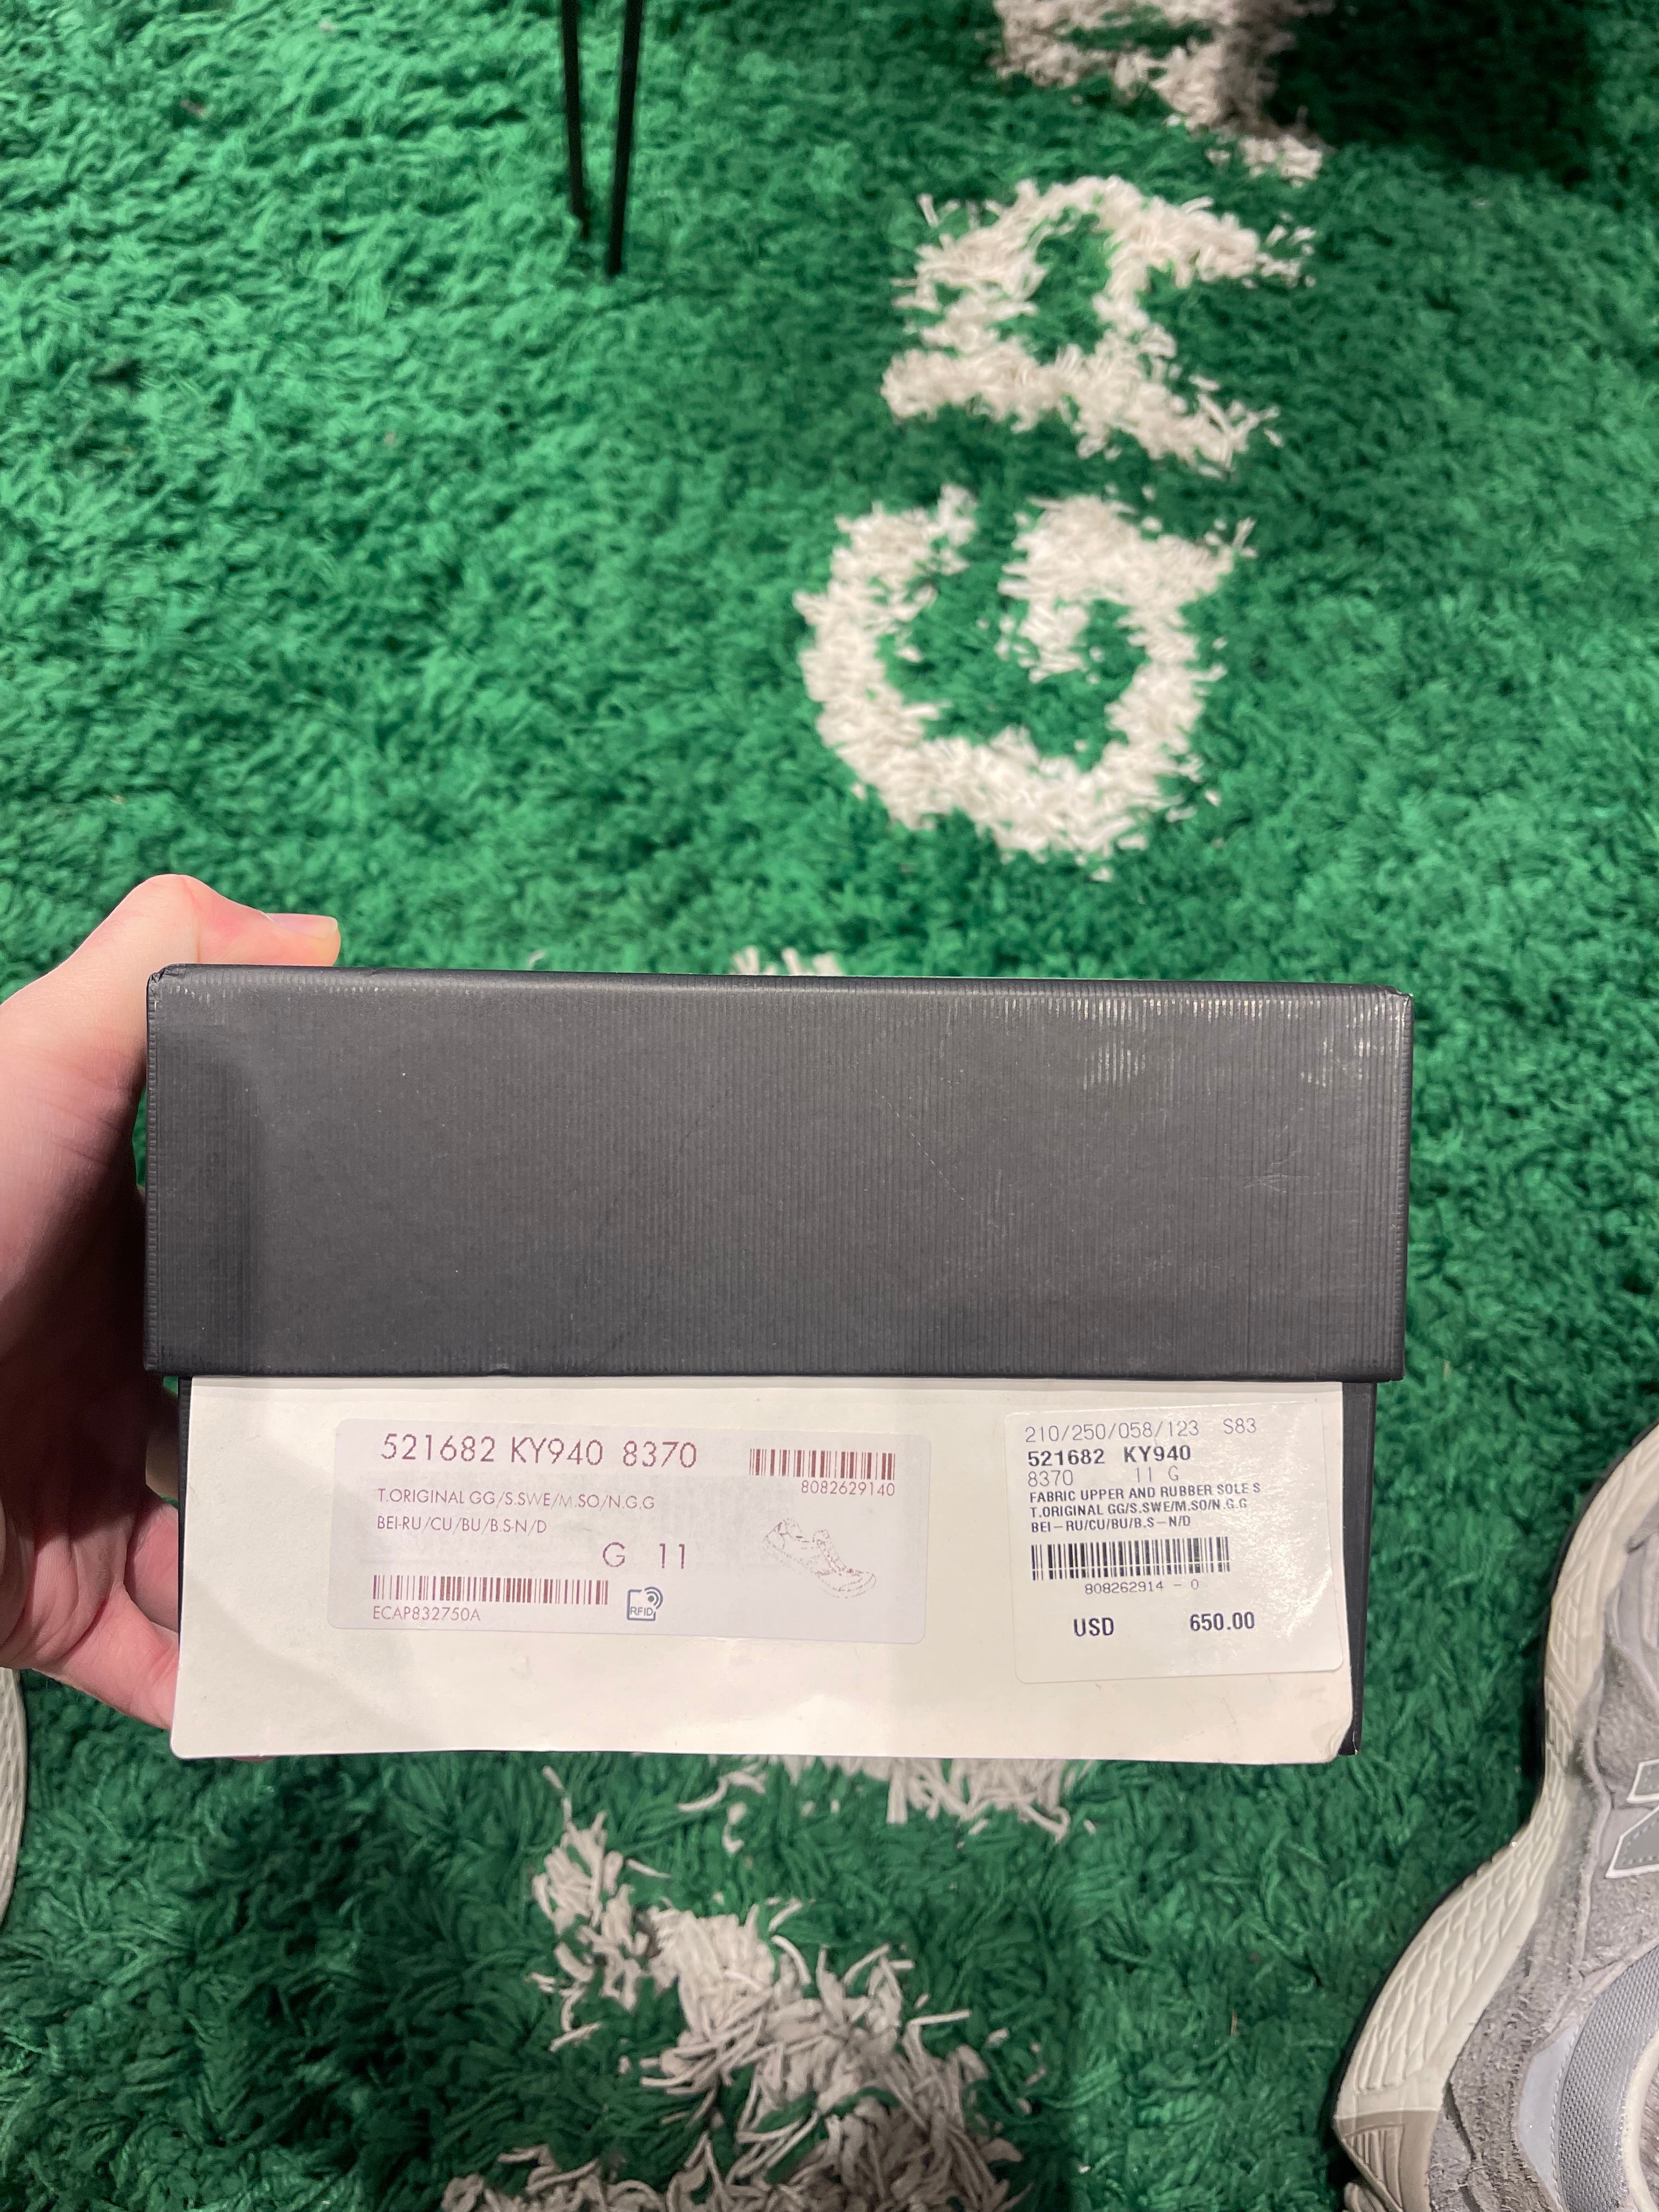 521682 KY940 8370
8082629140
T.ORIGINAL GG/S.SWE/M.SO/N.G.G
BEI-RU/CU/BU/B.S-N/D
G 11
ECAP832750A
RFID
210/250/058/123 S83
521682 KY940
8370 11 G
FABRIC UPPER AND RUBBER SOLE S
T.ORIGINAL GG/S.SWE/M.SO/N.G.G
BEI-RU/CU/BU/B.S-N/D
808262914 - 0
USD 650.00